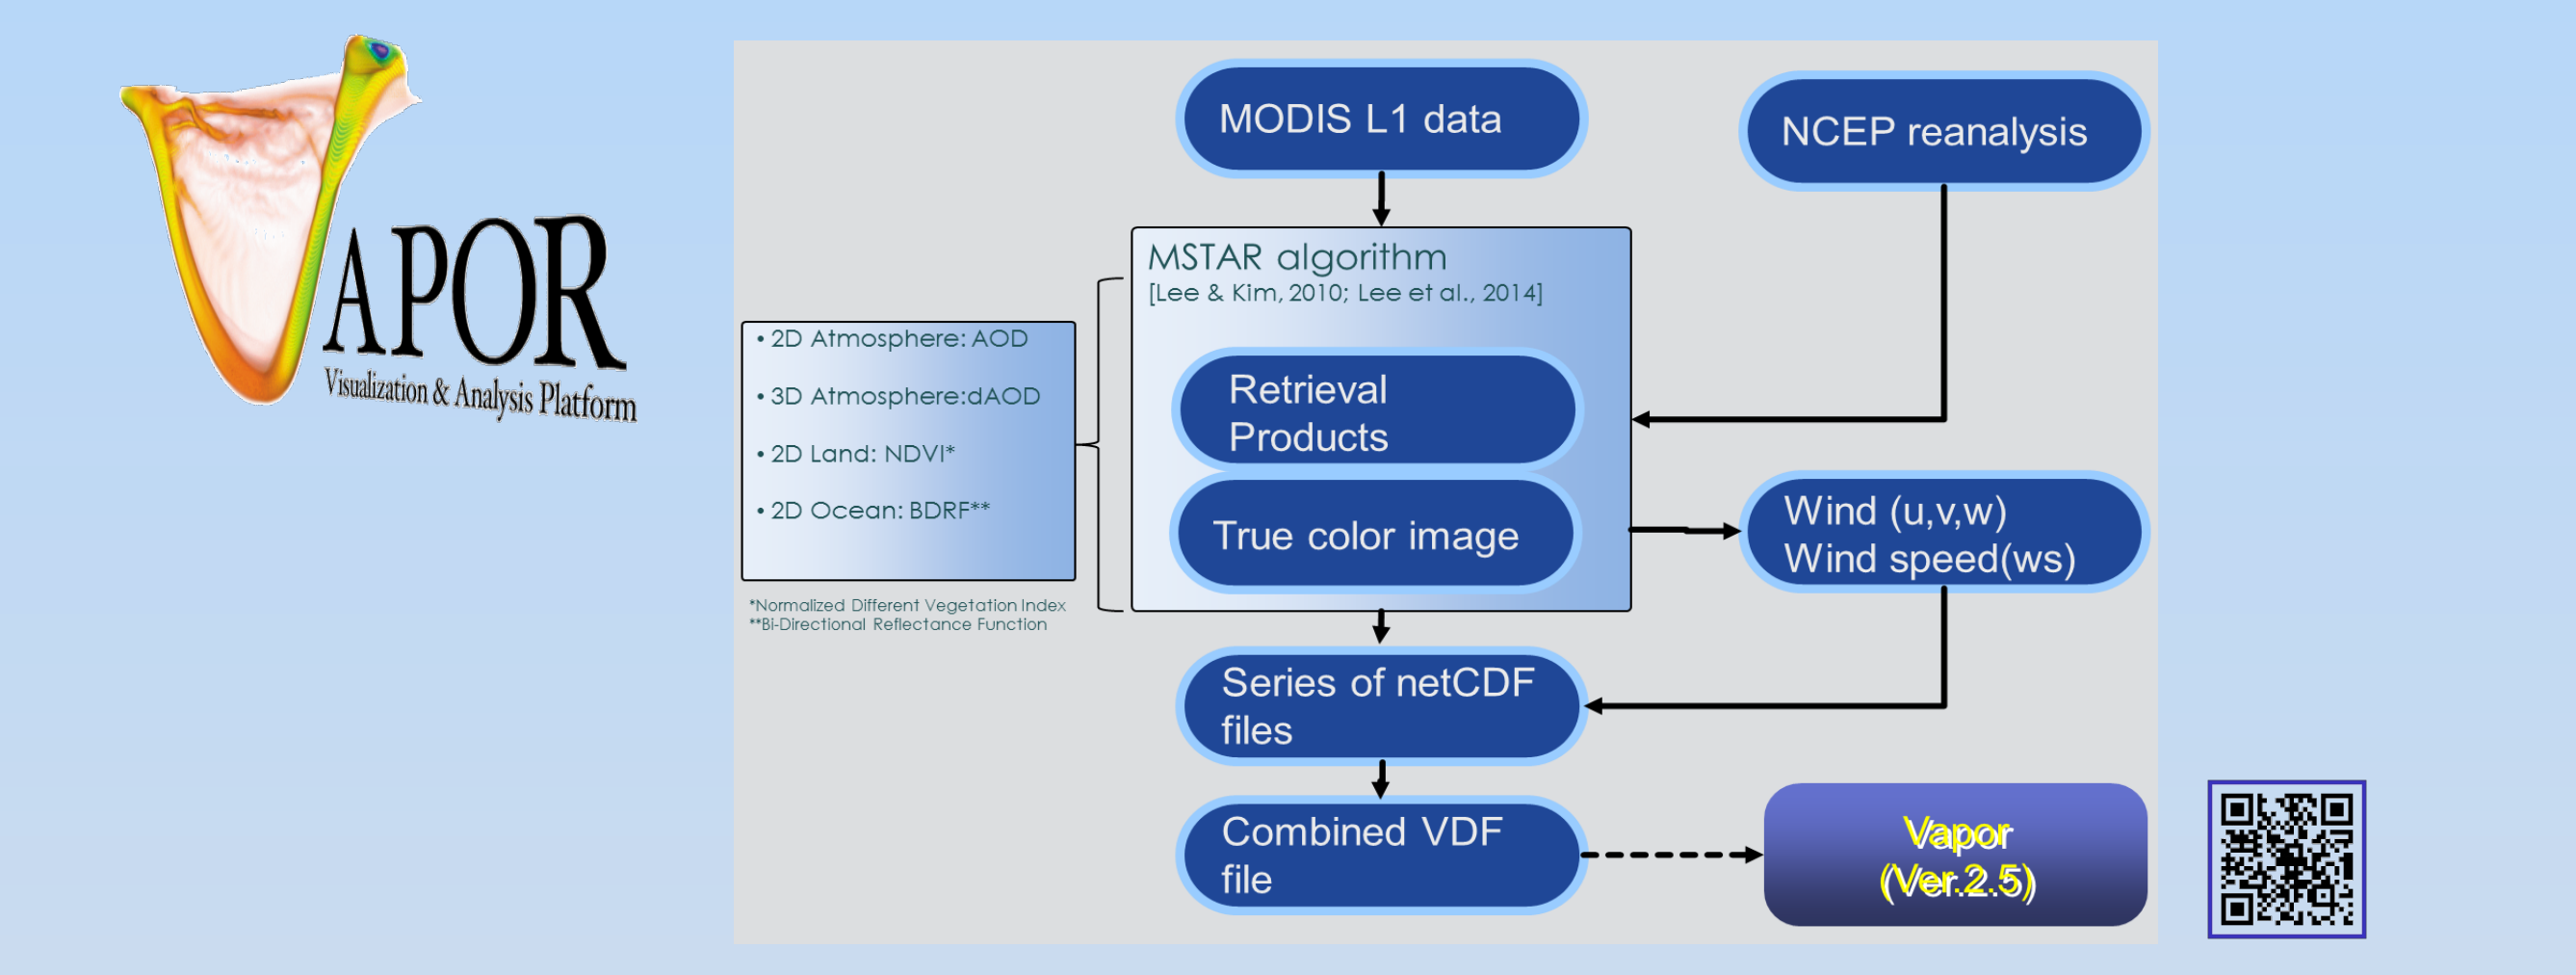 VAPOR
Visualization & Analysis Platform
MODIS L1 data
NCEP reanalysis
MSTAR algorithm
[Lee & Kim, 2010; Lee et al., 2014]
• 2D Atmosphere: AOD
• 3D Atmosphere:dAOD
• 2D Land: NDVI*
• 2D Ocean: BDRF**
*Normalized Different Vegetation Index
**Bi-Directional Reflectance Function
Retrieval
Products
True color image
Wind (u,v,w)
Wind speed(ws)
Series of netCDF
files
Combined VDF
file
Vapor
(Ver.2.5)